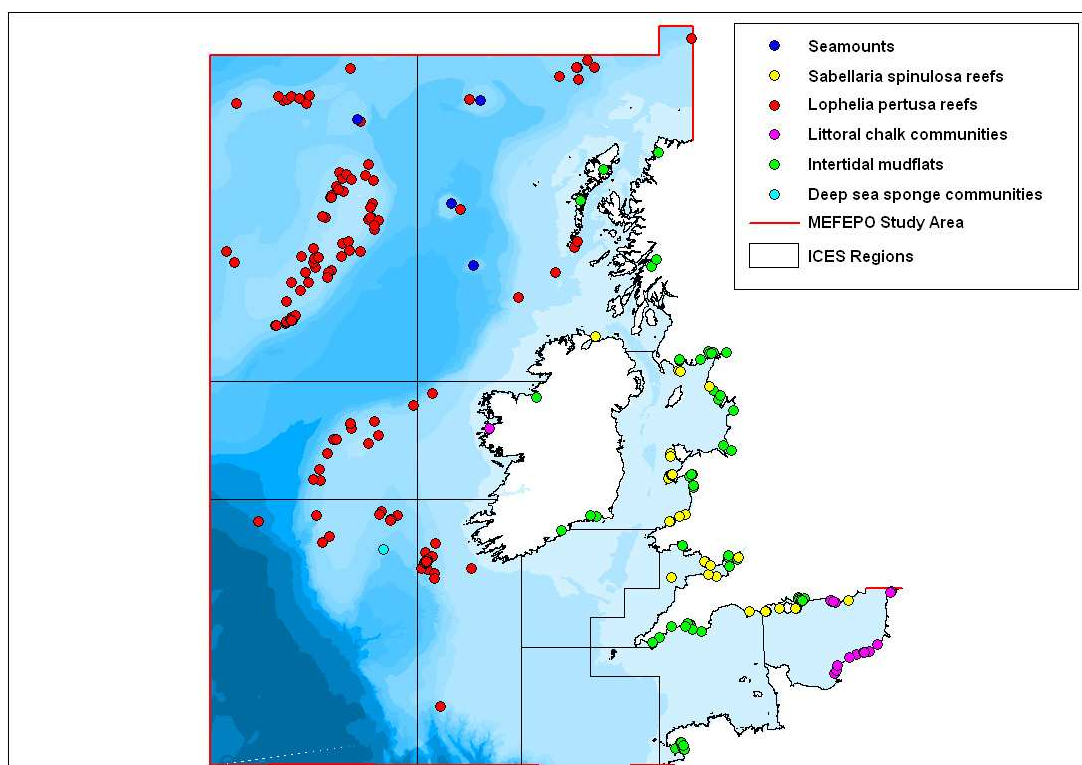 Seamounts
Sabellaria spinulosa reefs
Lophelia pertusa reefs
Littoral chalk communities
Intertidal mudflats
Deep sea sponge communities
MEFEPO Study Area
ICES Regions